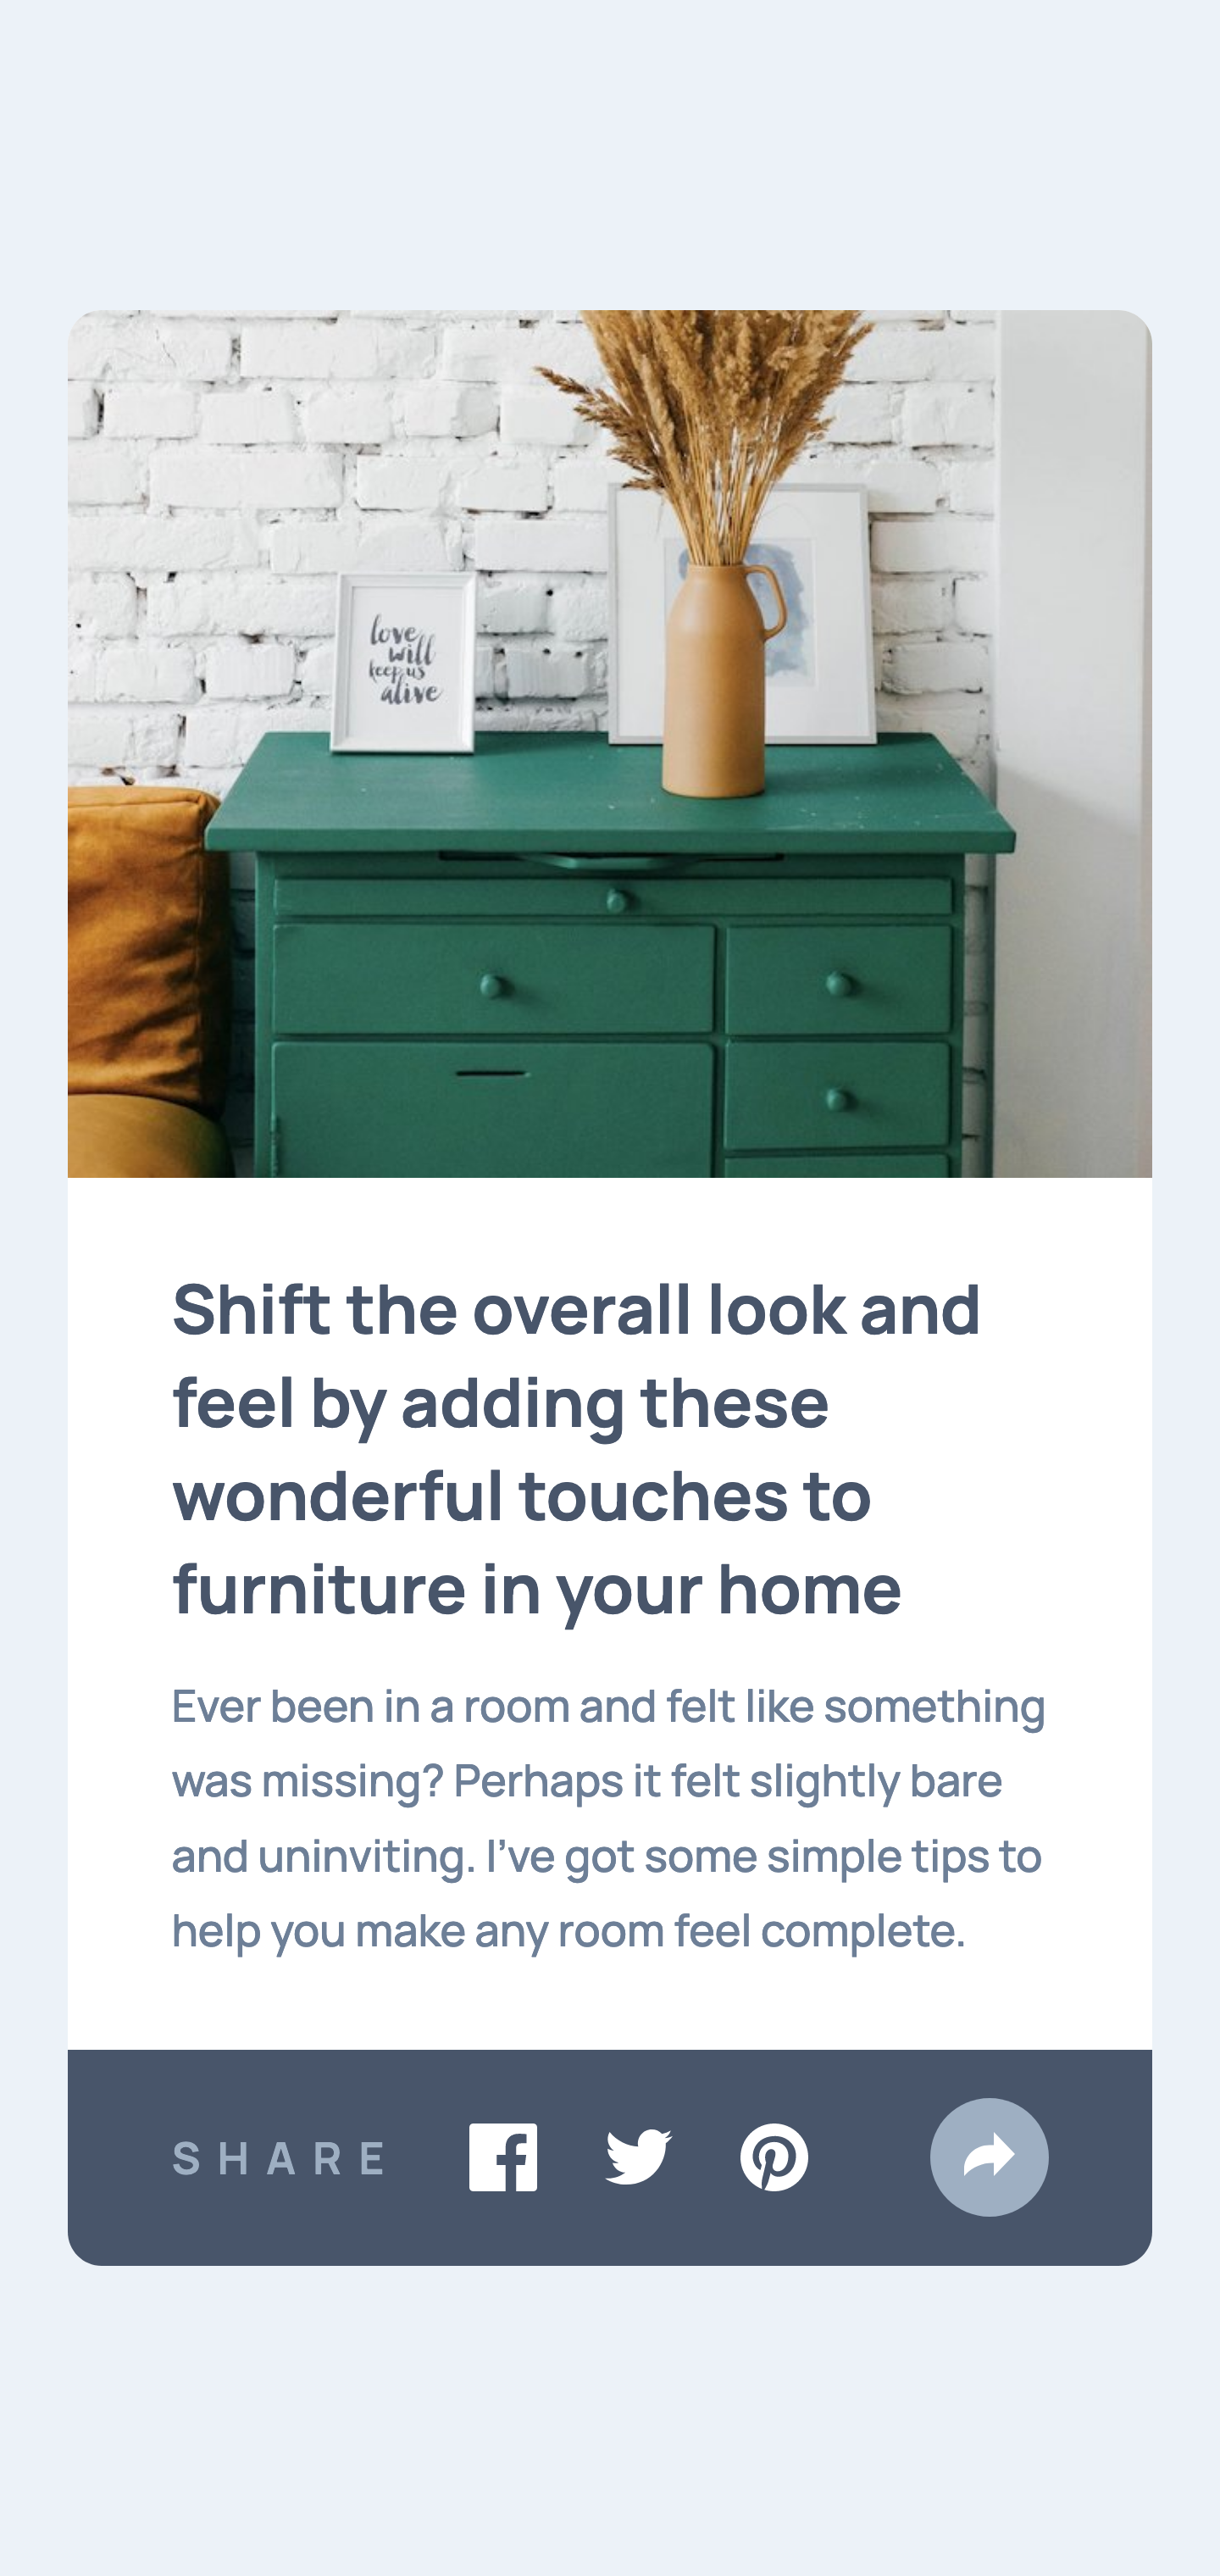 love
will
keep us
alive
Shift the overall look and
feel by adding these
wonderful touches to
furniture in your home
Ever been in a room and felt like something
was missing? Perhaps it felt slightly bare
and uninviting. I’ve got some simple tips to
help you make any room feel complete.
SHARE